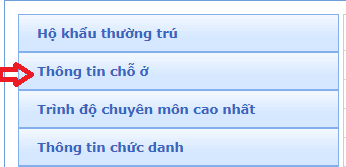 Hộ khẩu thường trú
Thông tin chỗ ở
Trình độ chuyên môn cao nhất
Thông tin chức danh